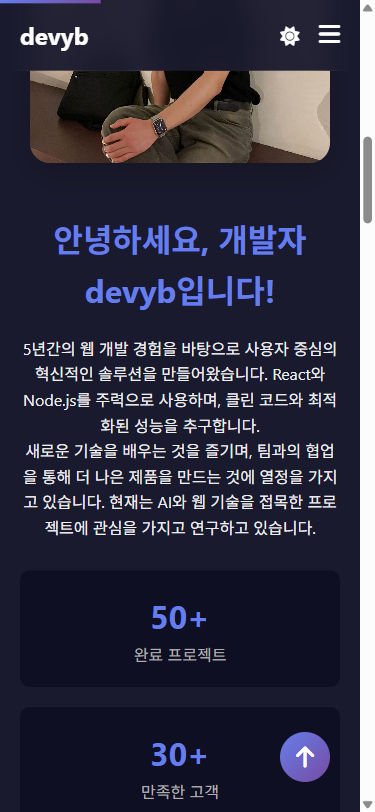 devyb
안녕하세요, 개발자
devyb입니다!
5년간의 웹 개발 경험을 바탕으로 사용자 중심의
혁신적인 솔루션을 만들어왔습니다. React와
Node.js를 주력으로 사용하며, 클린 코드와 최적
화된 성능을 추구합니다.
새로운 기술을 배우는 것을 즐기며, 팀과의 협업
을 통해 더 나은 제품을 만드는 것에 열정을 가지
고 있습니다. 현재는 AI와 웹 기술을 접목한 프로
젝트에 관심을 가지고 연구하고 있습니다.
50+
완료 프로젝트
30+
만족한 고객